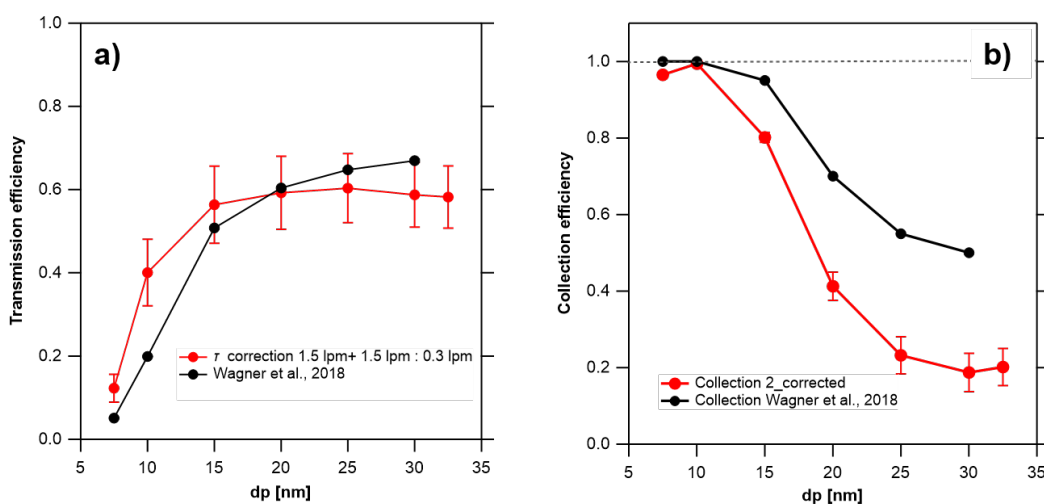 a)
Transmission efficiency
1.0
0.8
0.6
0.4
0.2
0.0
τ correction 1.5 lpm+ 1.5 lpm : 0.3 lpm
Wagner et al., 2018
5 10 15 20 25 30 35
dp [nm]
b)
Collection efficiency
1.0
0.8
0.6
0.4
0.2
0.0
Collection 2_corrected
Collection Wagner et al., 2018
5 10 15 20 25 30 35
dp [nm]